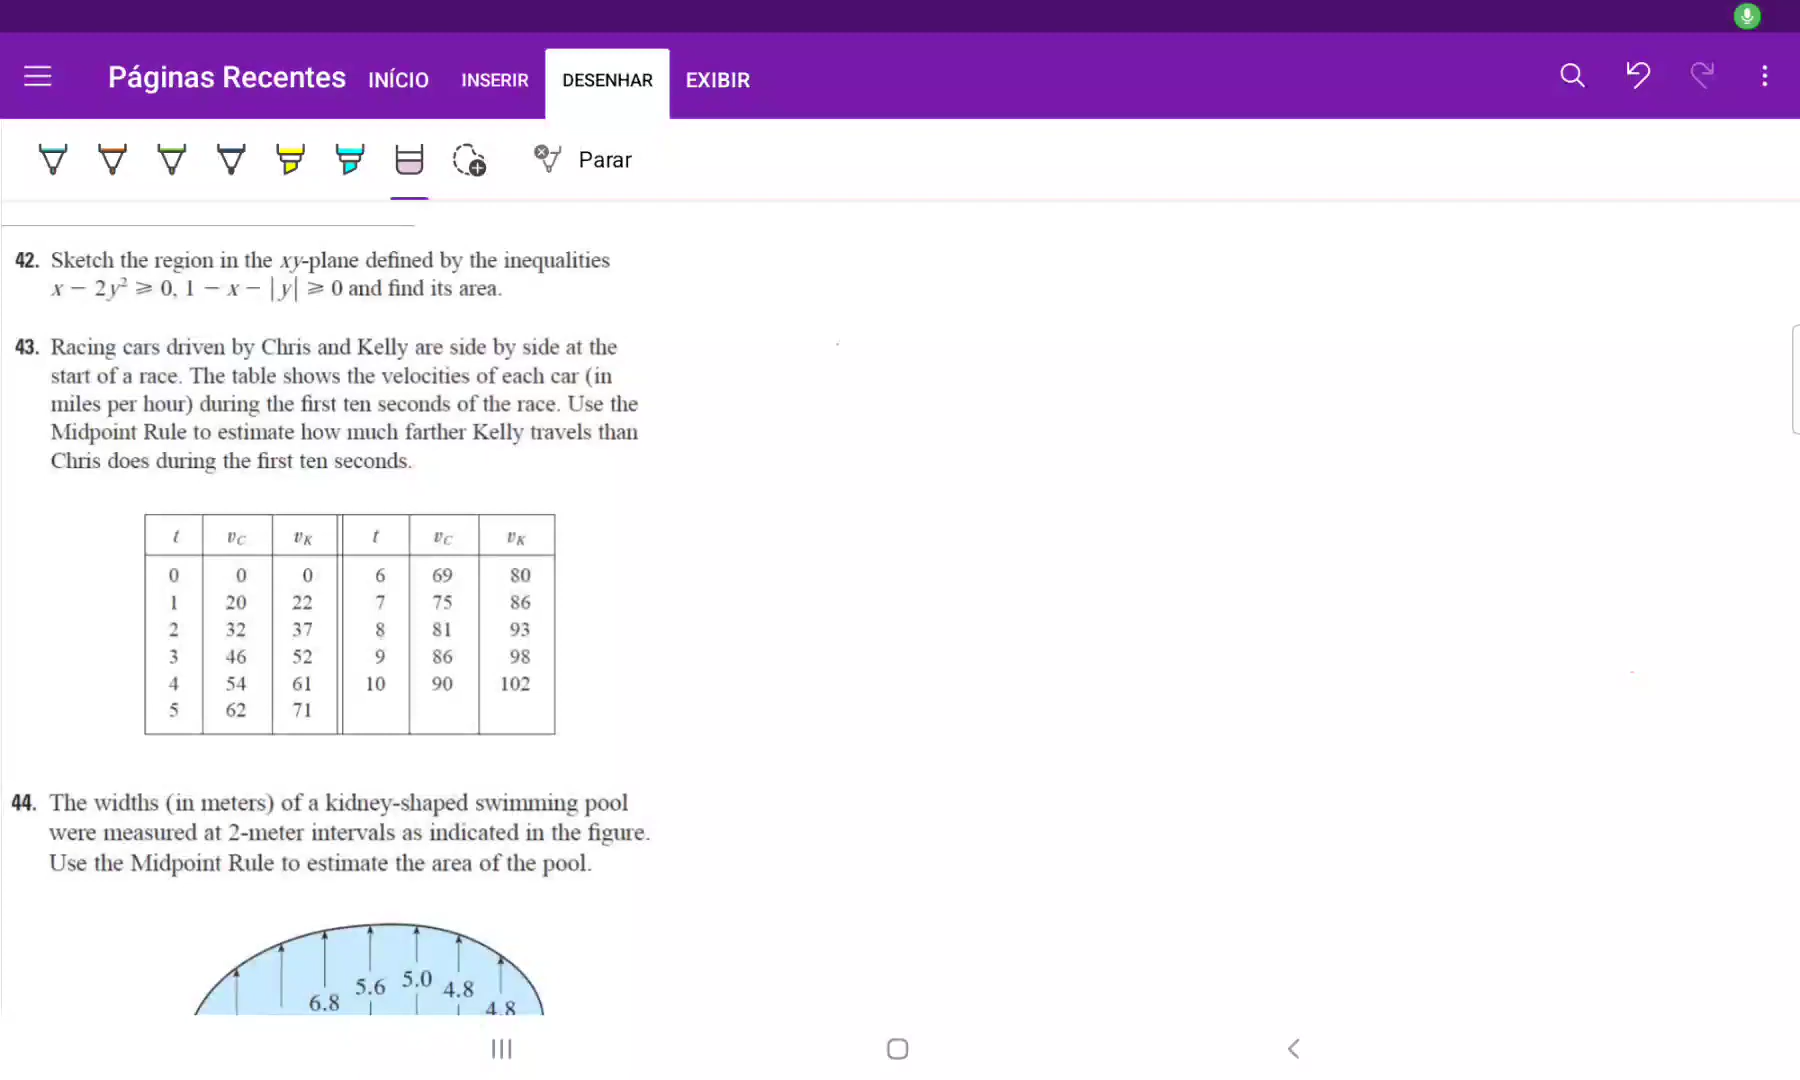 Páginas Recentes INÍCIO INSERIR DESENHAR EXIBIR
Parar
42. Sketch the region in the xy-plane defined by the inequalities
x − 2y² ⩾ 0, 1 − x − |y| ⩾ 0 and find its area.
43. Racing cars driven by Chris and Kelly are side by side at the
start of a race. The table shows the velocities of each car (in
miles per hour) during the first ten seconds of the race. Use the
Midpoint Rule to estimate how much farther Kelly travels than
Chris does during the first ten seconds.
t v_C v_K t v_C v_K
0 0 0 6 69 80
1 20 22 7 75 86
2 32 37 8 81 93
3 46 52 9 86 98
4 54 61 10 90 102
5 62 71
44. The widths (in meters) of a kidney-shaped swimming pool
were measured at 2-meter intervals as indicated in the figure.
Use the Midpoint Rule to estimate the area of the pool.
6.8 5.6 5.0 4.8 4.8